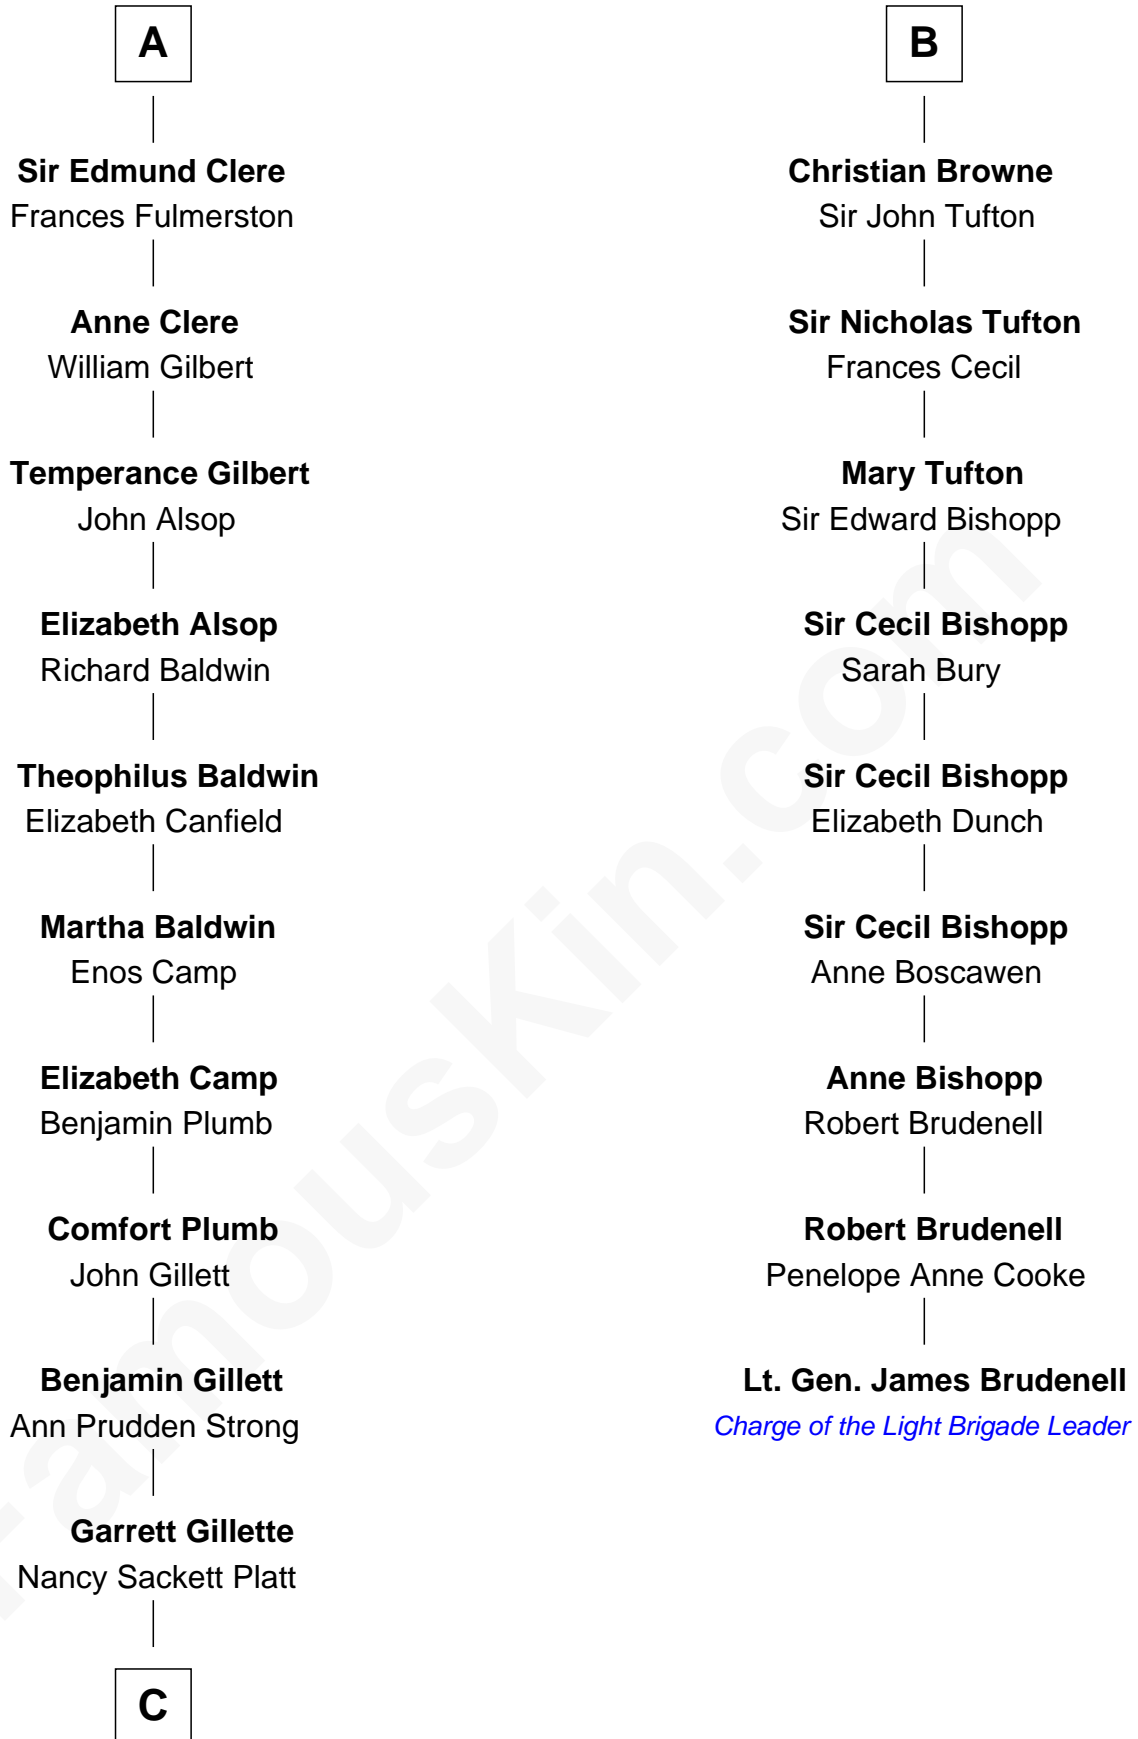 A
Sir Edmund Clere
Frances Fulmerston
Anne Clere
William Gilbert
Temperance Gilbert
John Alsop
Elizabeth Alsop
Richard Baldwin
Theophilus Baldwin
Elizabeth Canfield
Martha Baldwin
Enos Camp
Elizabeth Camp
Benjamin Plumb
Comfort Plumb
John Gillett
Benjamin Gillett
Ann Prudden Strong
Garrett Gillette
Nancy Sackett Platt
C
B
Christian Browne
Sir John Tufton
Sir Nicholas Tufton
Frances Cecil
Mary Tufton
Sir Edward Bishopp
Sir Cecil Bishopp
Sarah Bury
Sir Cecil Bishopp
Elizabeth Dunch
Sir Cecil Bishopp
Anne Boscawen
Anne Bishopp
Robert Brudenell
Robert Brudenell
Penelope Anne Cooke
Lt. Gen. James Brudenell
Charge of the Light Brigade Leader
FamousKin.com